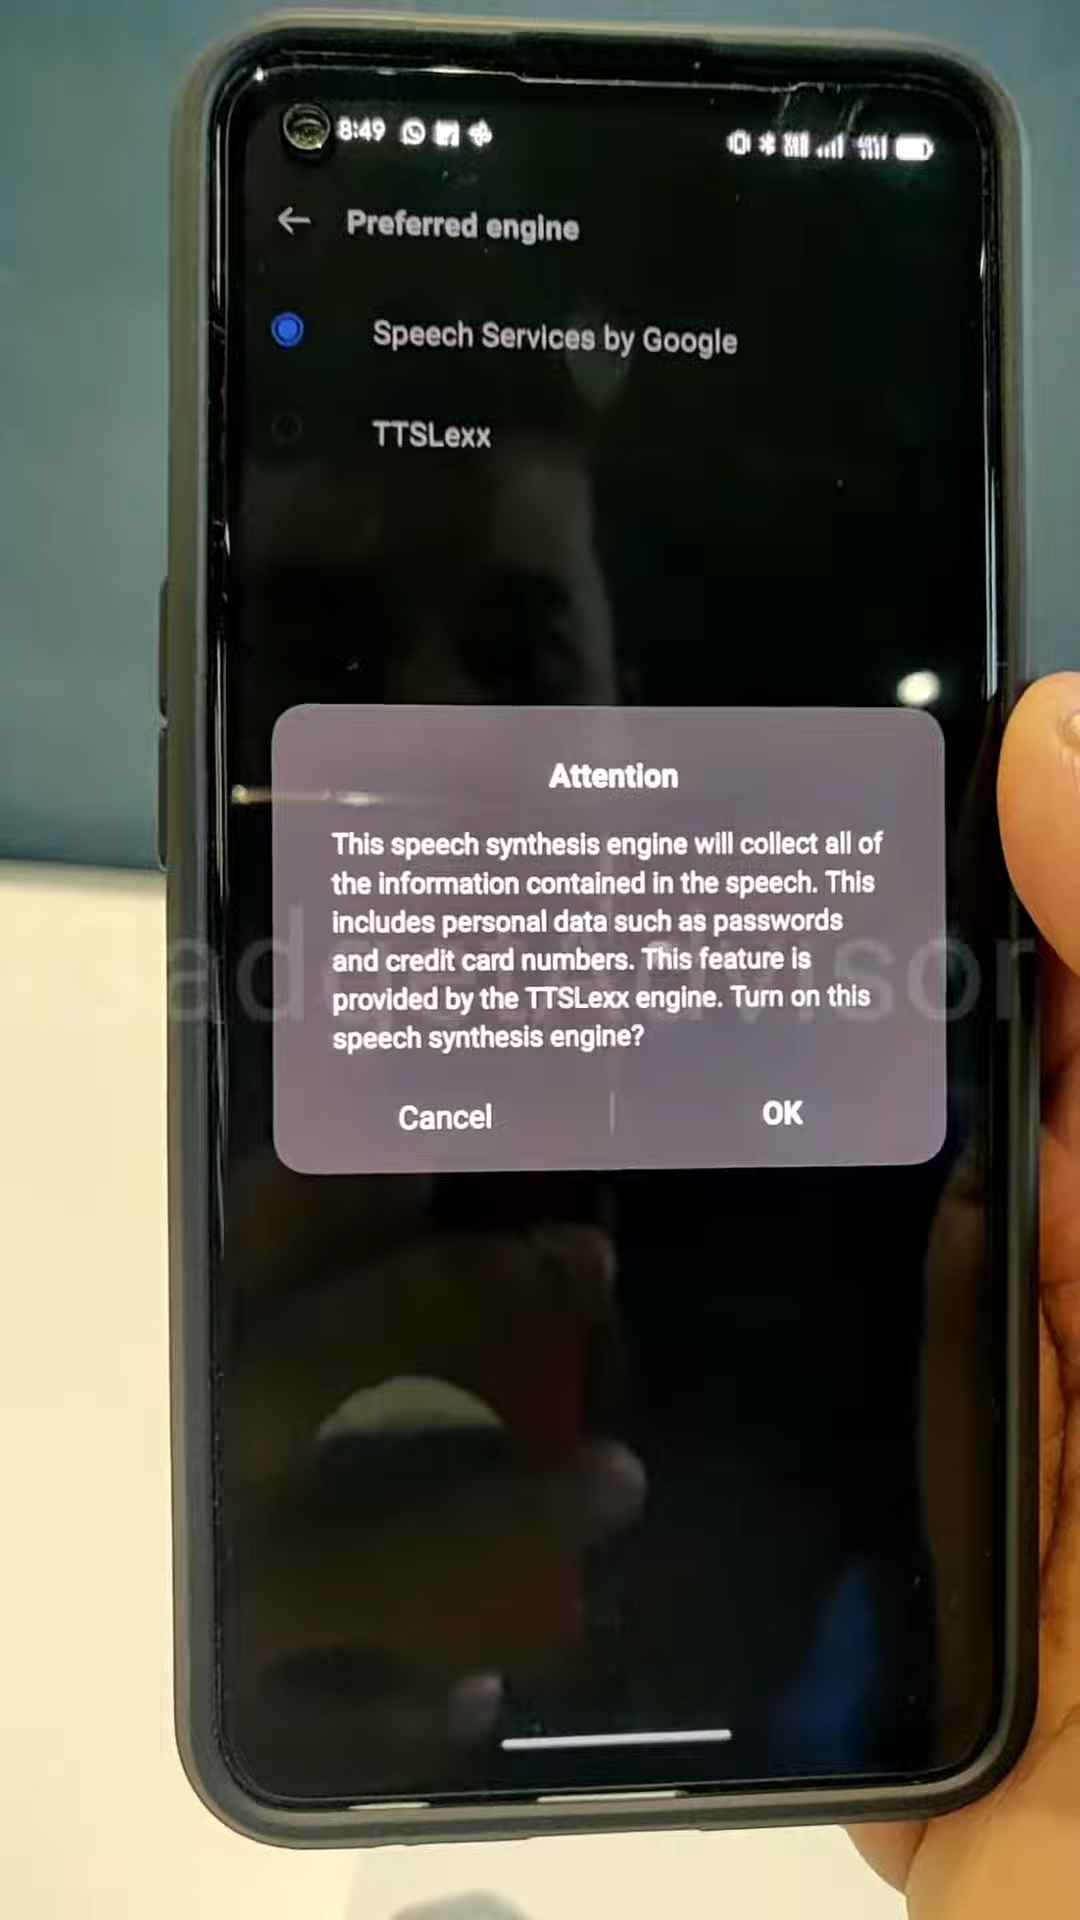 8:49
Preferred engine
Speech Services by Google
TTSLexx
Attention
This speech synthesis engine will collect all of
the information contained in the speech. This
includes personal data such as passwords
and credit card numbers. This feature is
provided by the TTSLexx engine. Turn on this
speech synthesis engine?
Cancel
OK
GadgetAdvisor